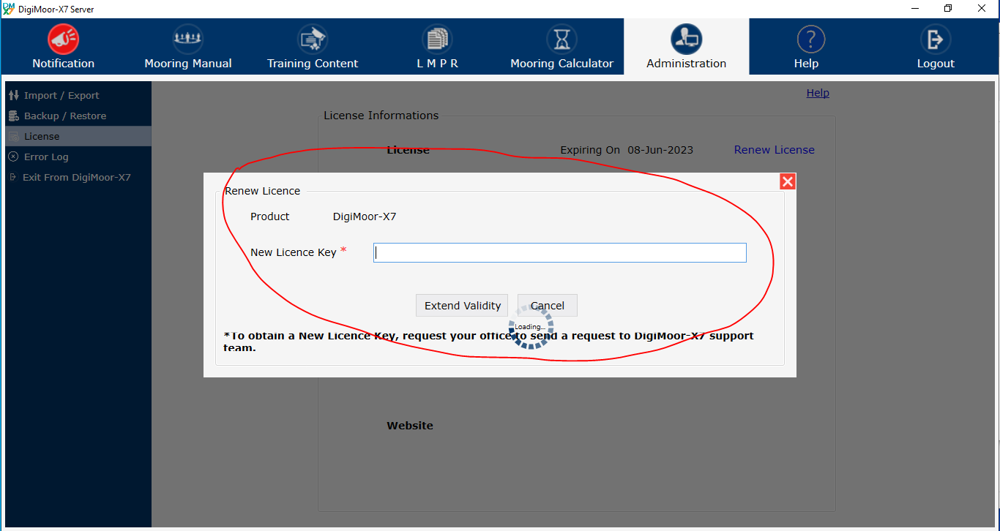 DMX7 DigiMoor-X7 Server
Notification
Mooring Manual
Training Content
L M P R
Mooring Calculator
Administration
? Help
Logout
Import / Export
Backup / Restore
License
Error Log
Exit From DigiMoor-X7
Help
License Informations
License Expiring On 08-Jun-2023 Renew License
Renew Licence
Product DigiMoor-X7
New Licence Key *
Extend Validity Cancel
Loading...
*To obtain a New Licence Key, request your office to send a request to DigiMoor-X7 support
team.
Website